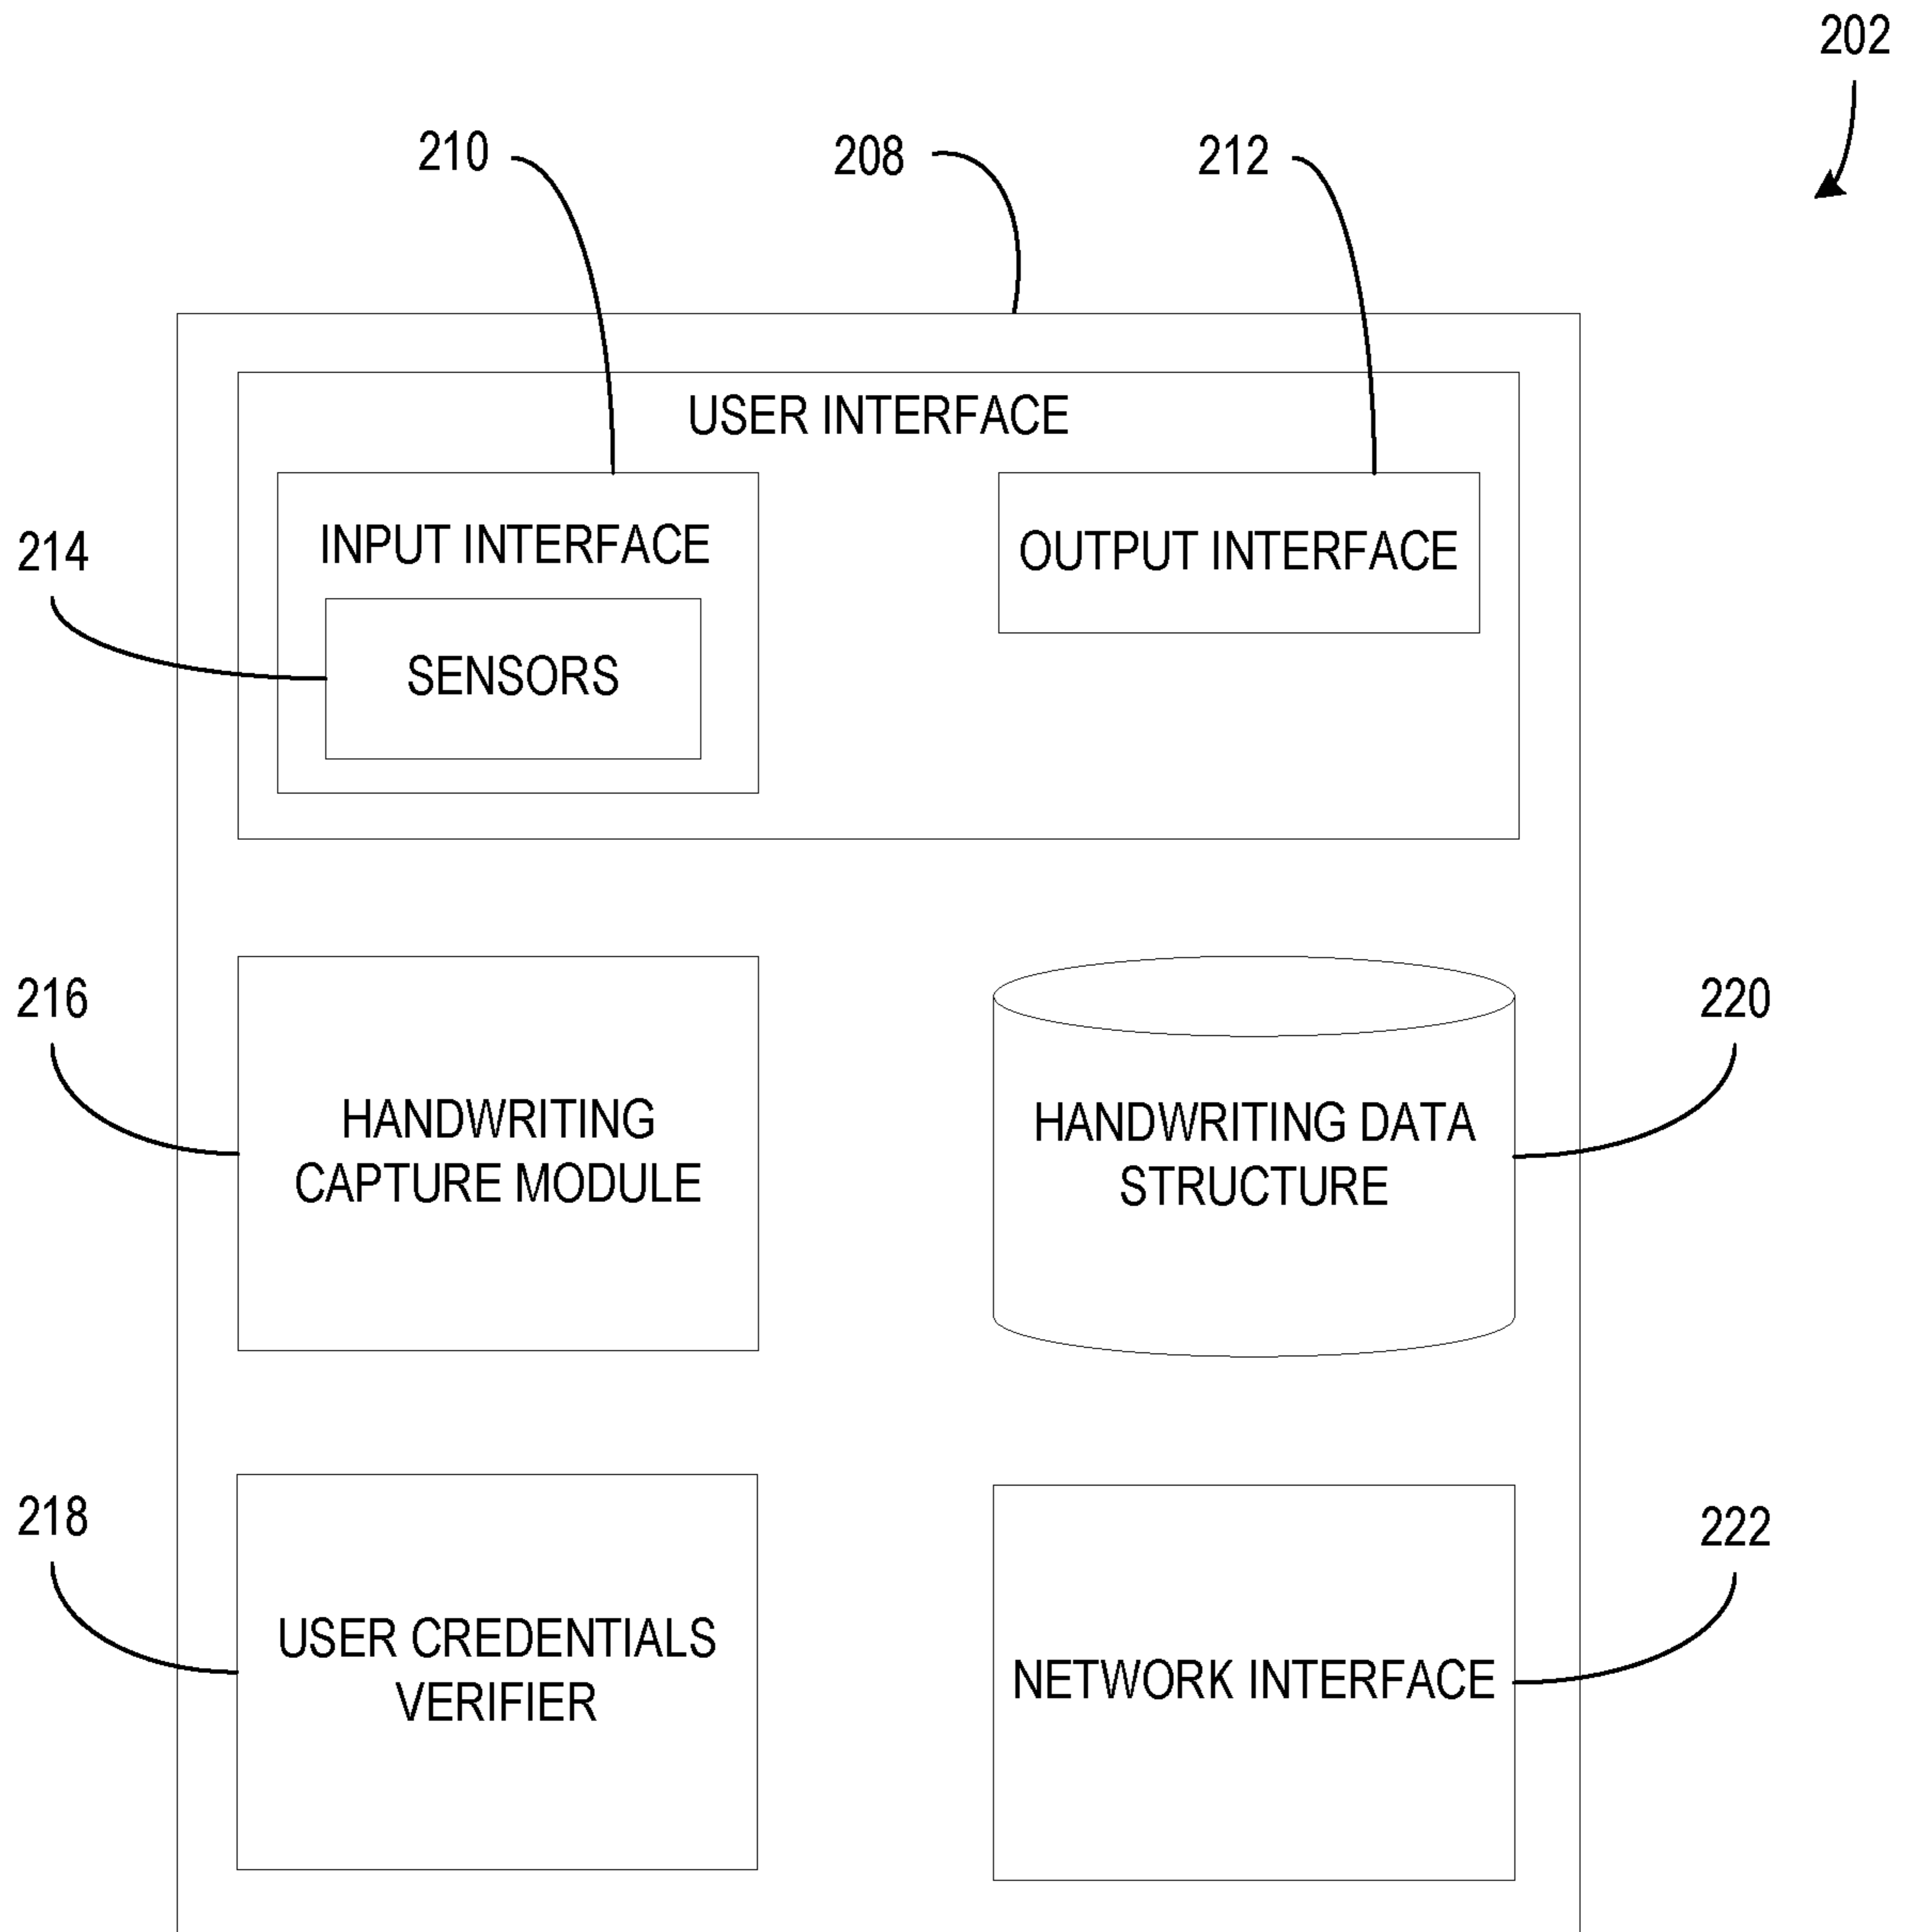 202
210
208
212
USER INTERFACE
INPUT INTERFACE
OUTPUT INTERFACE
214
SENSORS
216
220
HANDWRITING
CAPTURE MODULE
HANDWRITING DATA
STRUCTURE
218
222
USER CREDENTIALS
VERIFIER
NETWORK INTERFACE